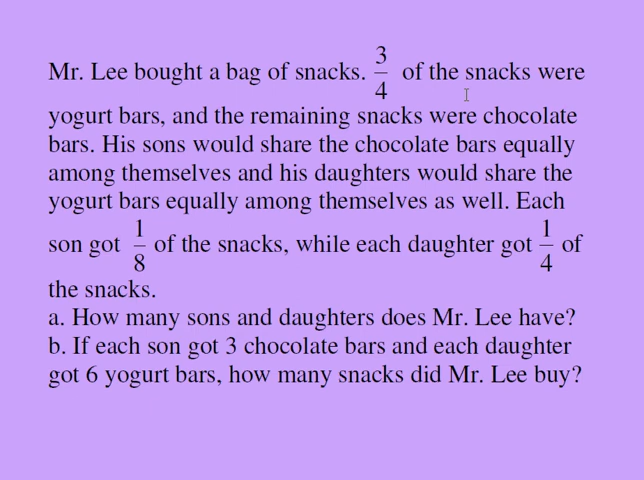 Mr. Lee bought a bag of snacks. 3/4 of the snacks were
yogurt bars, and the remaining snacks were chocolate
bars. His sons would share the chocolate bars equally
among themselves and his daughters would share the
yogurt bars equally among themselves as well. Each
son got 1/8 of the snacks, while each daughter got 1/4 of
the snacks.
a. How many sons and daughters does Mr. Lee have?
b. If each son got 3 chocolate bars and each daughter
got 6 yogurt bars, how many snacks did Mr. Lee buy?